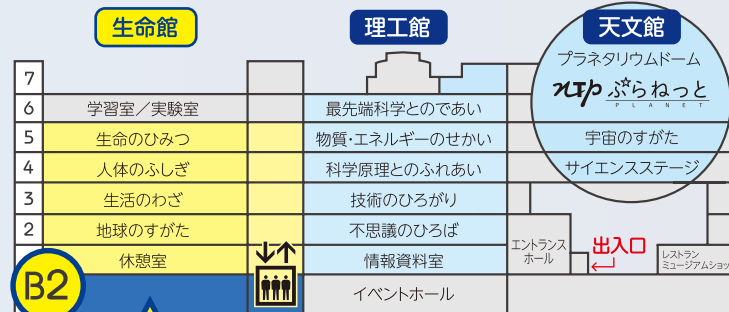 生命館
理工館
天文館
プラネタリウムドーム
NTP ぷらねっと
PLANET
7
6 学習室/実験室 最先端科学とのであい
5 生命のひみつ 物質・エネルギーのせかい 宇宙のすがた
4 人体のふしぎ 科学原理とのふれあい サイエンスステージ
3 生活のわざ 技術のひろがり
2 地球のすがた 不思議のひろば
エントランス
ホール
出入口
レストラン
ミュージアムショッ
休憩室 情報資料室
B2
イベントホール